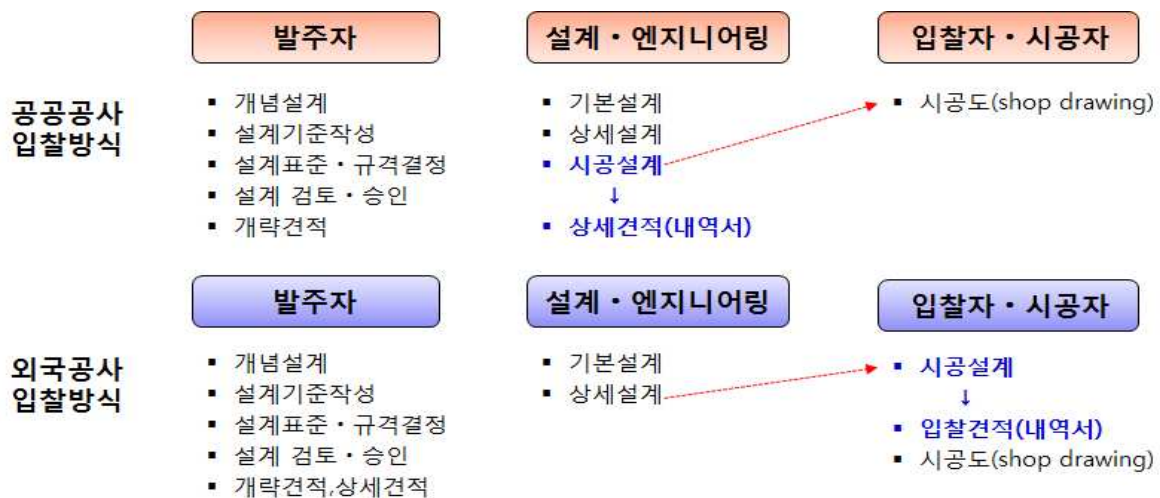 발주자
설계・엔지니어링
입찰자・시공자
공공공사
입찰방식
▪ 개념설계
▪ 설계기준작성
▪ 설계표준・규격결정
▪ 설계 검토・승인
▪ 개략견적
▪ 기본설계
▪ 상세설계
▪ 시공설계
↓
▪ 상세견적(내역서)
▪ 시공도(shop drawing)
발주자
설계・엔지니어링
입찰자・시공자
외국공사
입찰방식
▪ 개념설계
▪ 설계기준작성
▪ 설계표준・규격결정
▪ 설계 검토・승인
▪ 개략견적,상세견적
▪ 기본설계
▪ 상세설계
▪ 시공설계
↓
▪ 입찰견적(내역서)
▪ 시공도(shop drawing)